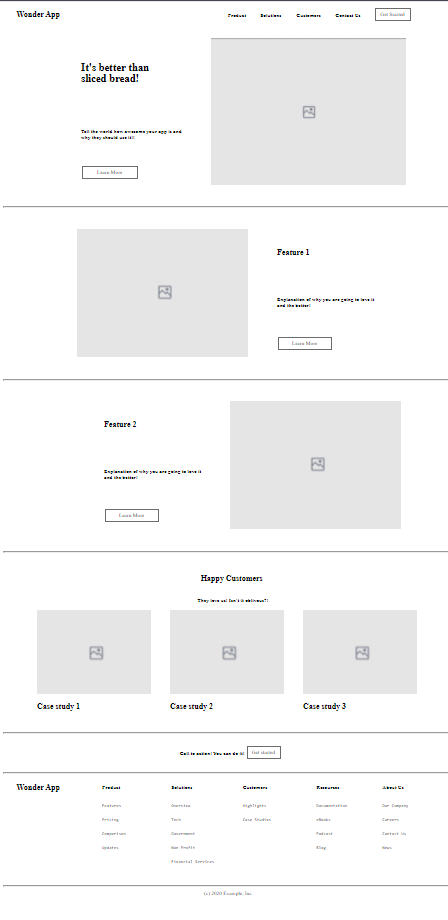 Wonder App
Product Solutions Customers Contact Us Get Started
It's better than
sliced bread!
Tell the world how awesome your app is and
why they should use it!!
Learn More
Feature 1
Explanation of why you are going to love it
and the better!
Learn More
Feature 2
Explanation of why you are going to love it
and the better!
Learn More
Happy Customers
They love us! Isn't it obvious?!
Case study 1 Case study 2 Case study 3
Call to action! You can do it! Get started
Wonder App Product Solutions Customers Resources About Us
Features Overview Highlights Documentation Our Company
Pricing Tech Case Studies eBooks Careers
Comparison Government Podcast Contact Us
Updates Non Profit Blog News
Financial Services
(c) 2020 Example, Inc.